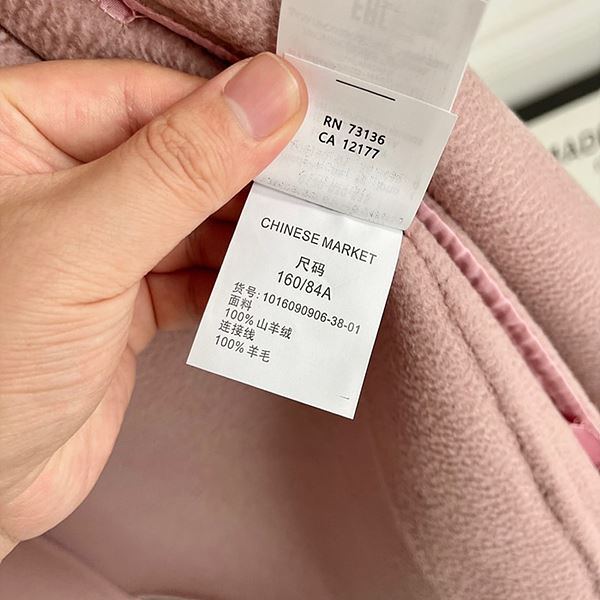 EAC
RN 73136
CA 12177
CHINESE MARKET
尺码
160/84A
货号: 1016090906-38-01
面料
100% 山羊绒
连接线
100% 羊毛